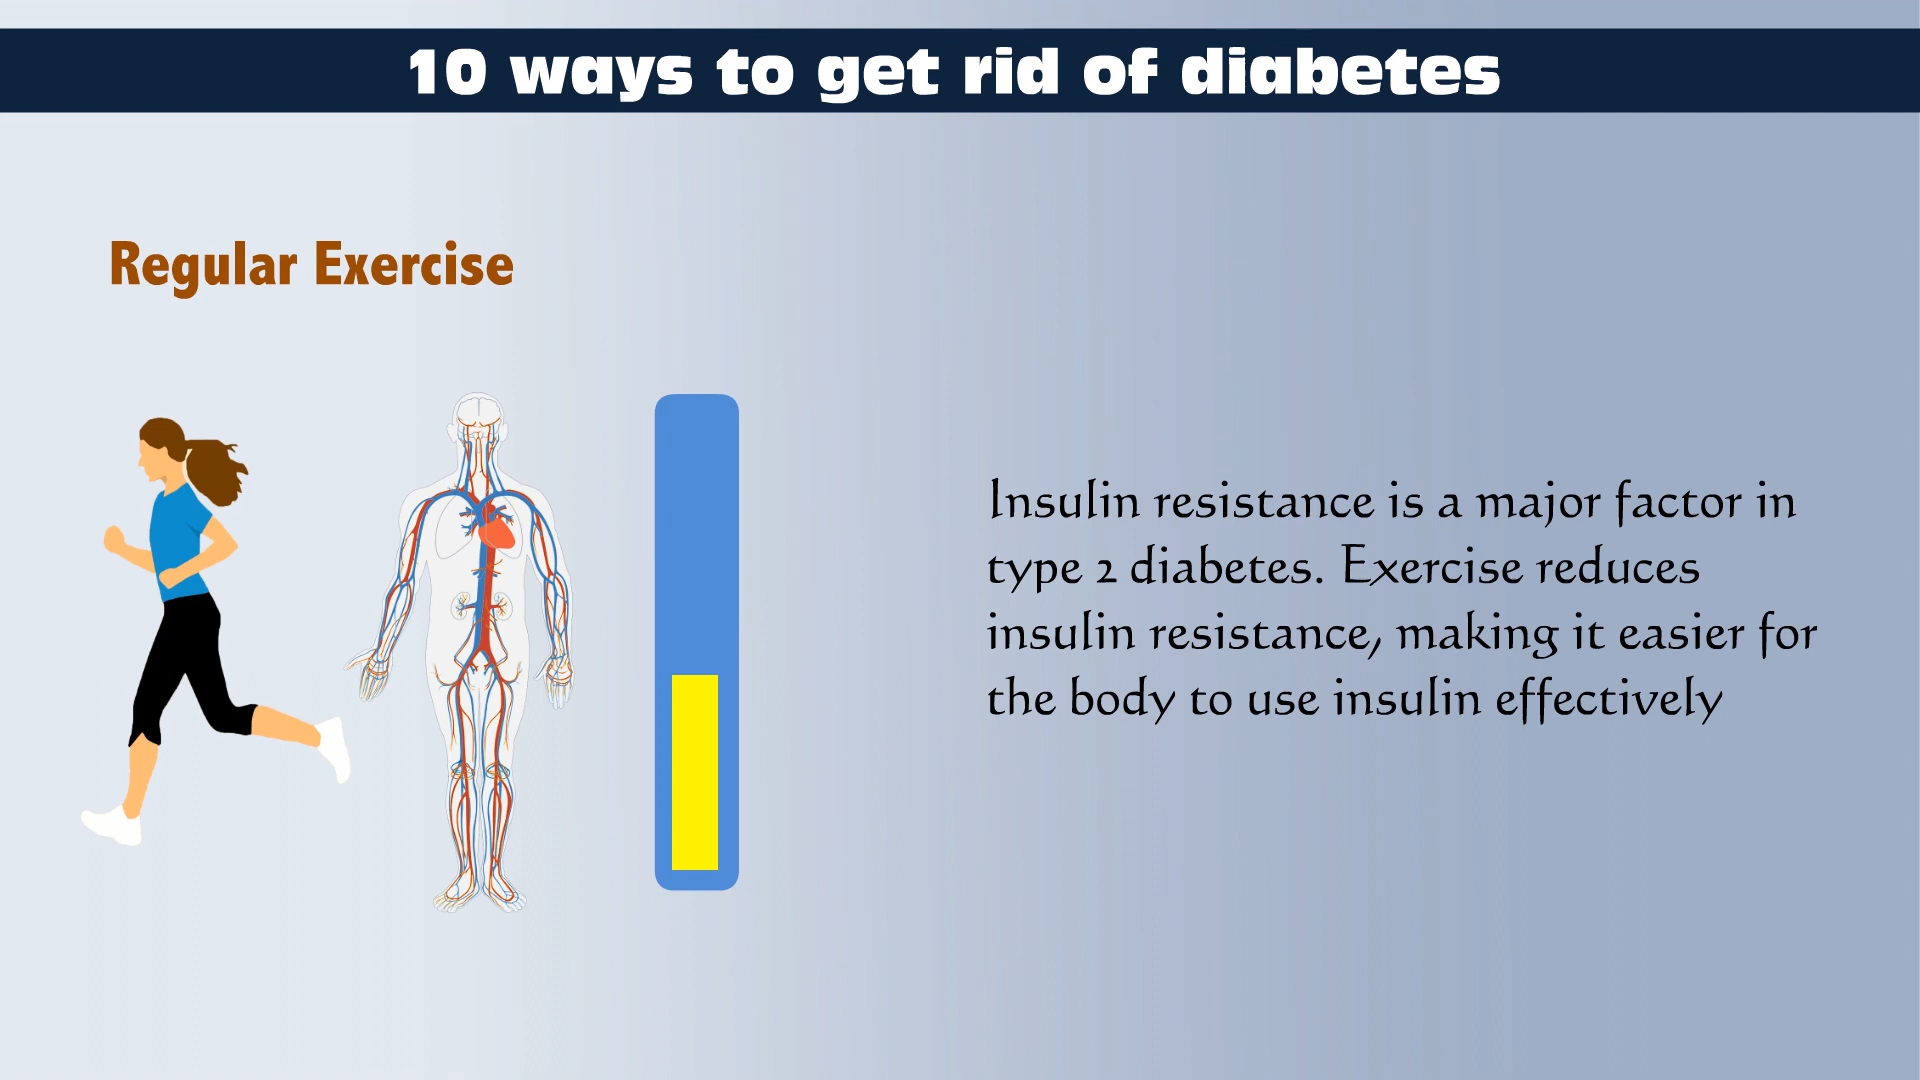 10 ways to get rid of diabetes
Regular Exercise
Insulin resistance is a major factor in
type 2 diabetes. Exercise reduces
insulin resistance, making it easier for
the body to use insulin effectively